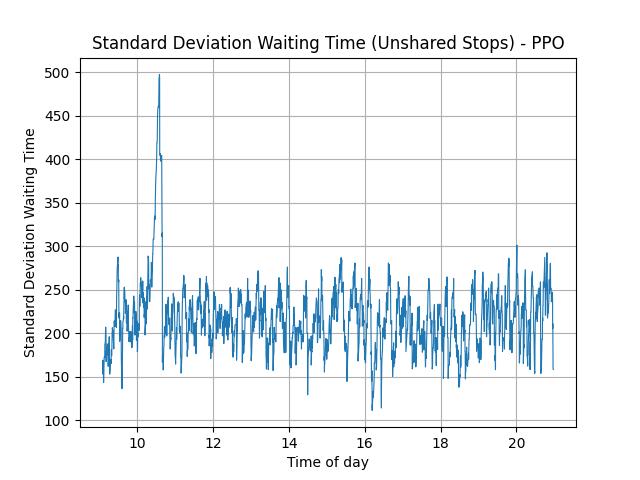 Standard Deviation Waiting Time (Unshared Stops) - PPO
Standard Deviation Waiting Time
500
450
400
350
300
250
200
150
100
10 12 14 16 18 20
Time of day